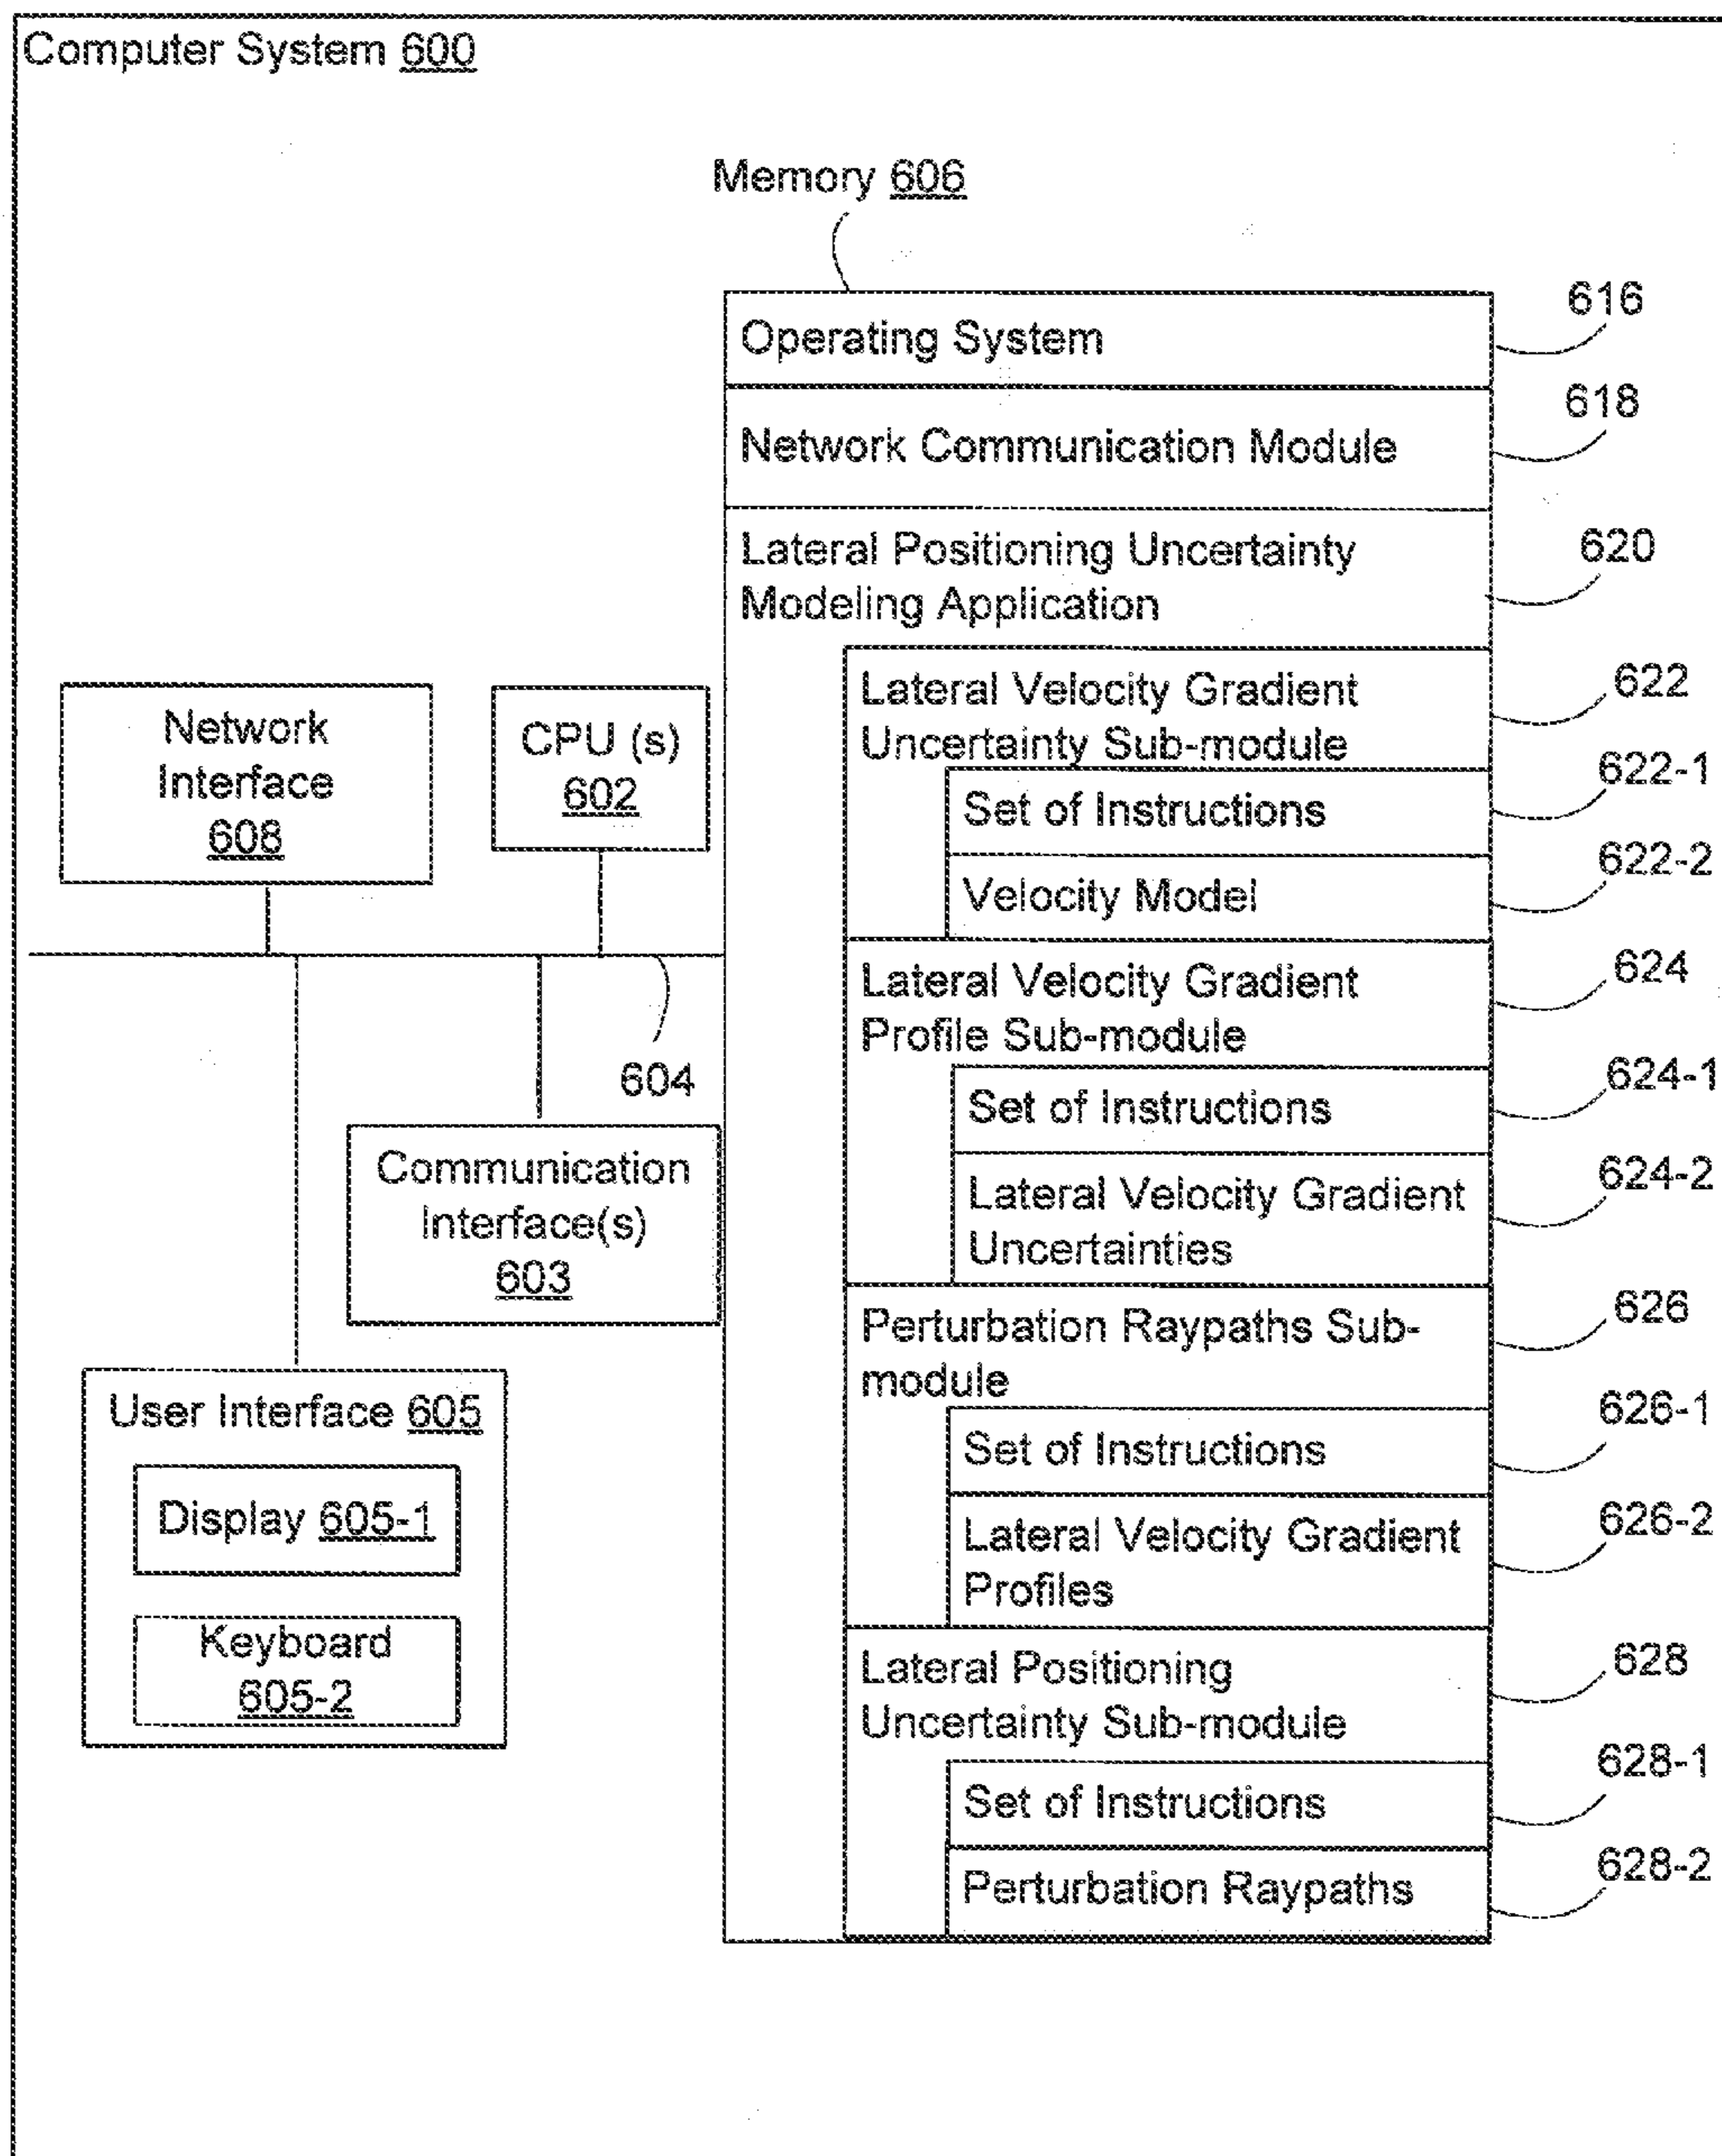 Computer System 600
Memory 606
Operating System
616
Network Communication Module
618
Lateral Positioning Uncertainty
Modeling Application
620
Lateral Velocity Gradient
Uncertainty Sub-module
622
Set of Instructions
622-1
Velocity Model
622-2
Lateral Velocity Gradient
Profile Sub-module
624
Set of Instructions
624-1
Lateral Velocity Gradient
Uncertainties
624-2
Perturbation Raypaths Sub-
module
626
Set of Instructions
626-1
Lateral Velocity Gradient
Profiles
626-2
Lateral Positioning
Uncertainty Sub-module
628
Set of Instructions
628-1
Perturbation Raypaths
628-2
Network
Interface
608
CPU (s)
602
604
Communication
Interface(s)
603
User Interface 605
Display 605-1
Keyboard
605-2